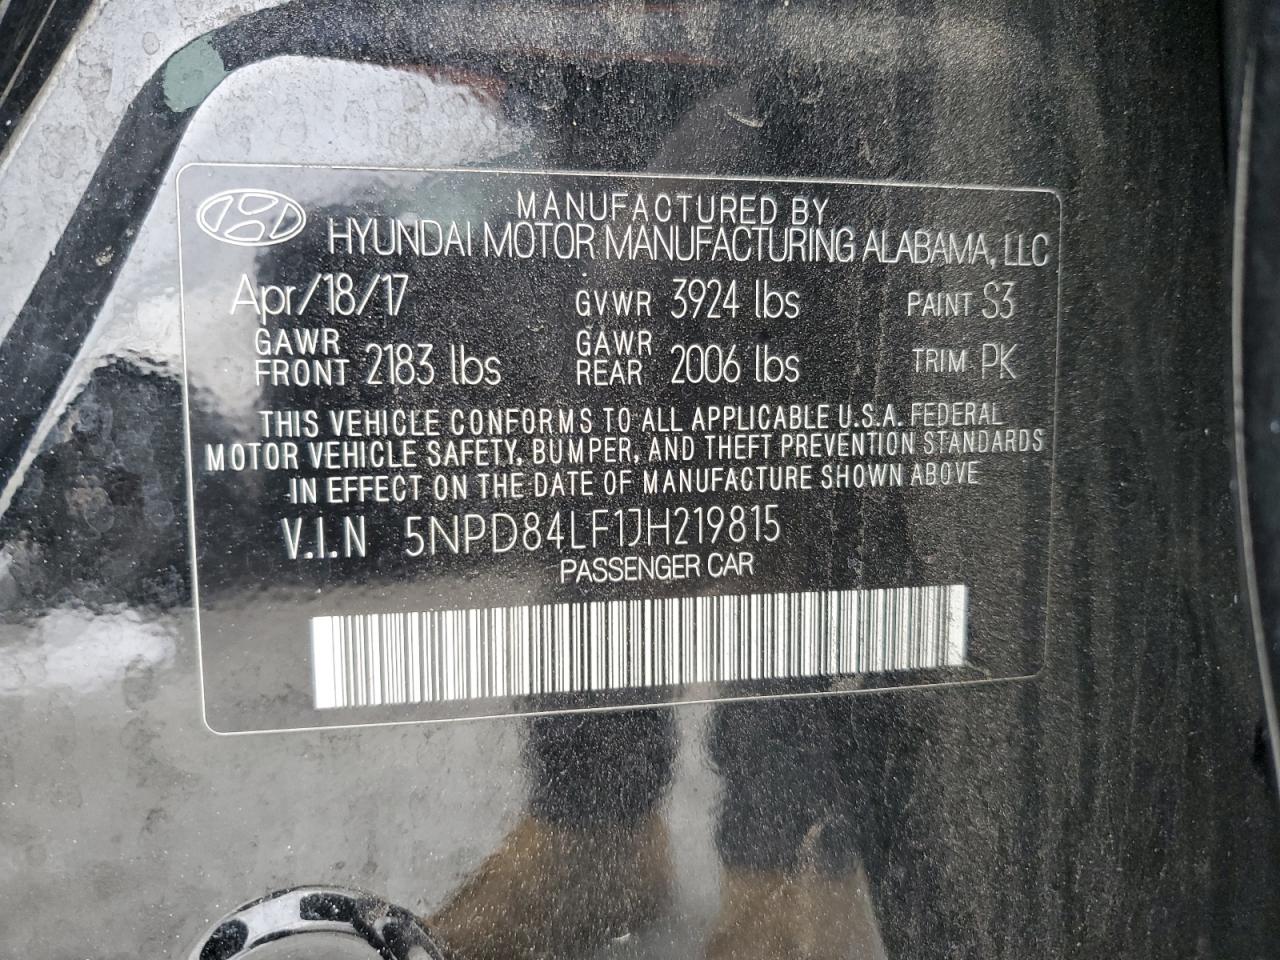 MANUFACTURED BY
HYUNDAI MOTOR MANUFACTURING ALABAMA, LLC
Apr/18/17 GVWR 3924 lbs PAINT S3
GAWR FRONT 2183 lbs GAWR REAR 2006 lbs TRIM PK
THIS VEHICLE CONFORMS TO ALL APPLICABLE U.S.A. FEDERAL
MOTOR VEHICLE SAFETY, BUMPER, AND THEFT PREVENTION STANDARDS
IN EFFECT ON THE DATE OF MANUFACTURE SHOWN ABOVE
V.I.N 5NPD84LF1JH219815
PASSENGER CAR